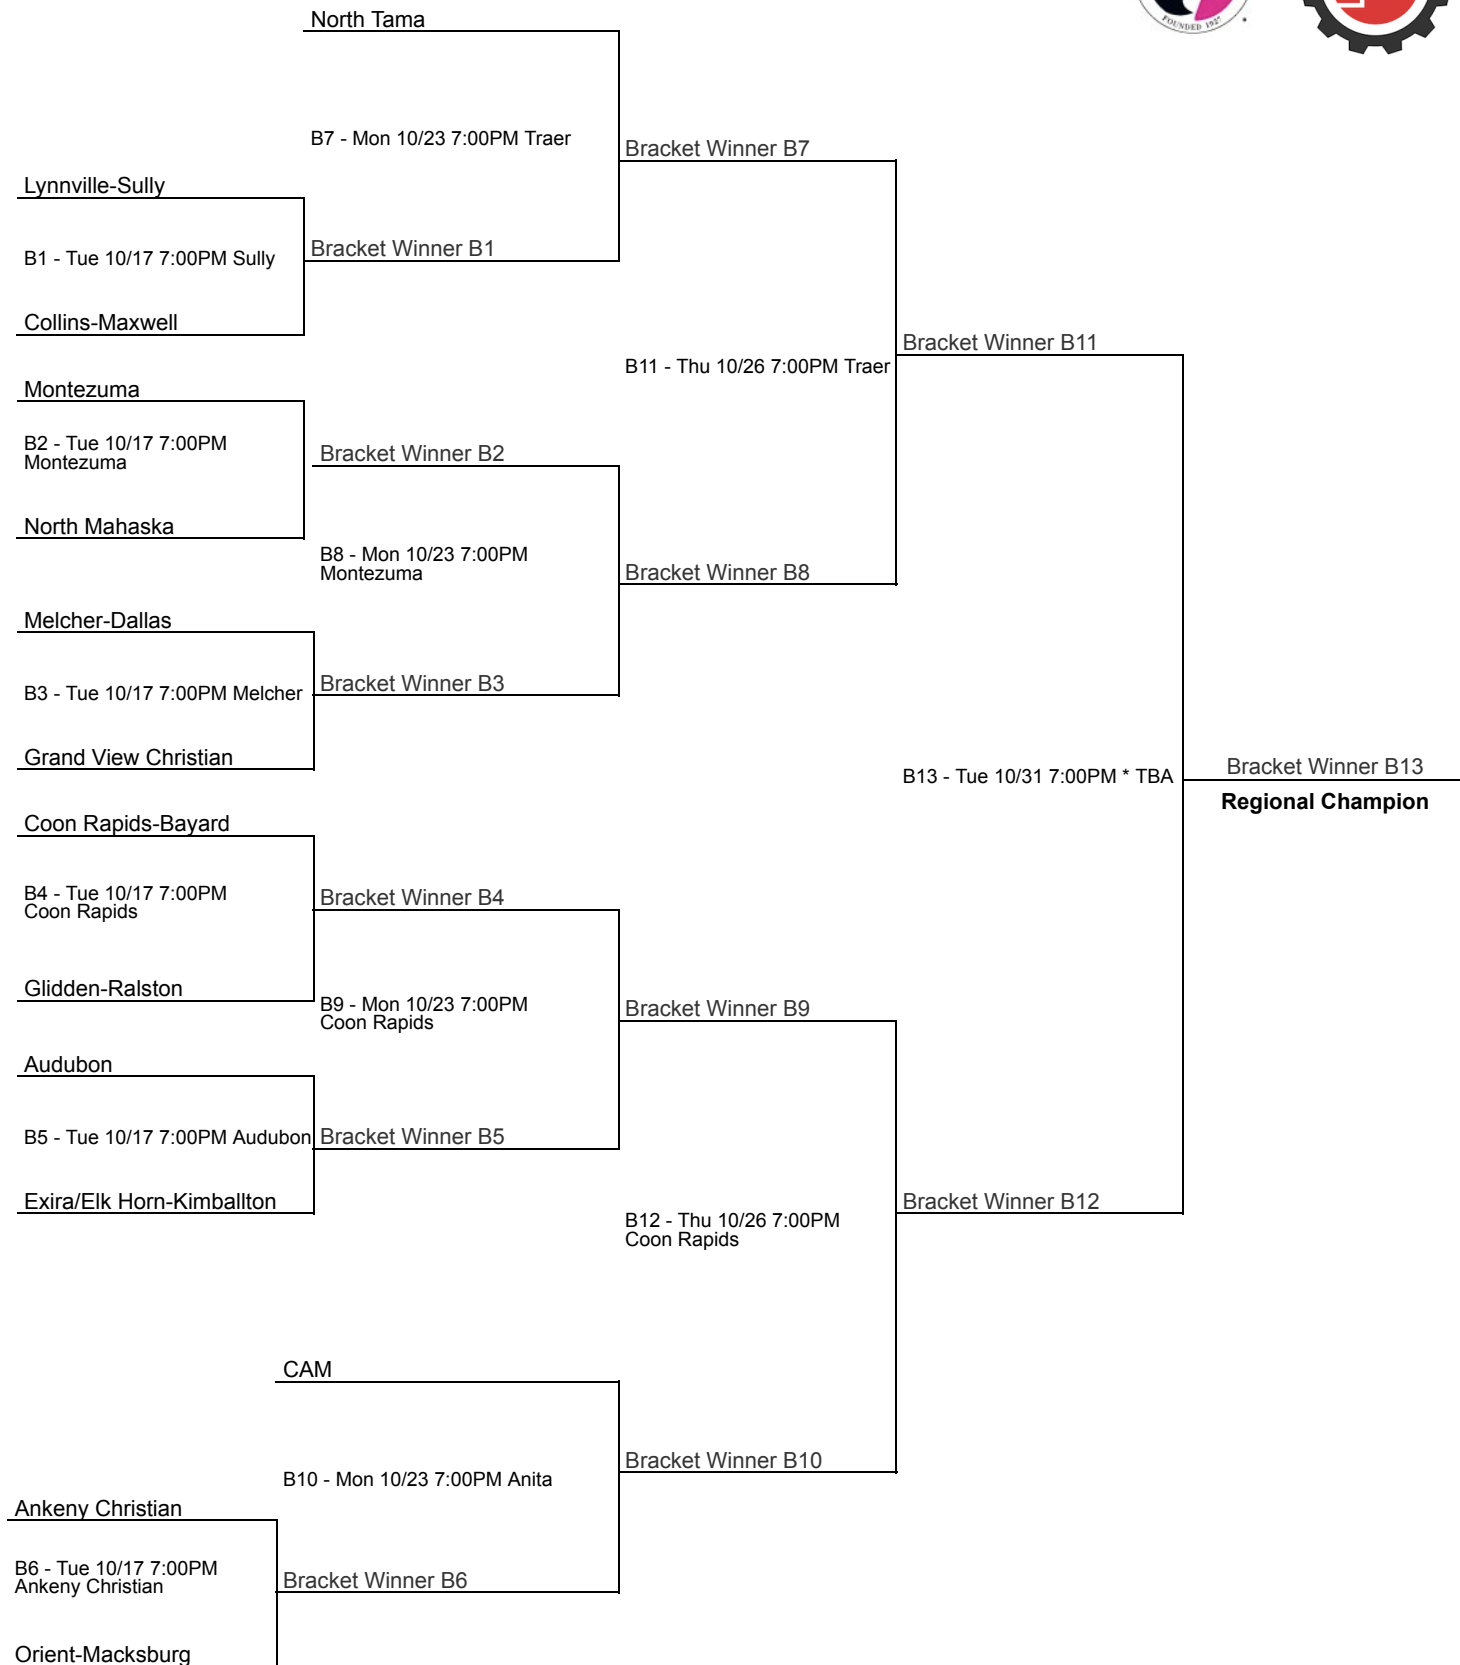 North Tama
B7 - Mon 10/23 7:00PM Traer
Bracket Winner B7
Lynnville-Sully
B1 - Tue 10/17 7:00PM Sully
Bracket Winner B1
Collins-Maxwell
Bracket Winner B11
B11 - Thu 10/26 7:00PM Traer
Montezuma
B2 - Tue 10/17 7:00PM
Montezuma
Bracket Winner B2
North Mahaska
B8 - Mon 10/23 7:00PM
Montezuma
Bracket Winner B8
Melcher-Dallas
B3 - Tue 10/17 7:00PM Melcher
Bracket Winner B3
Grand View Christian
B13 - Tue 10/31 7:00PM * TBA
Bracket Winner B13
Regional Champion
Coon Rapids-Bayard
B4 - Tue 10/17 7:00PM
Coon Rapids
Bracket Winner B4
Glidden-Ralston
B9 - Mon 10/23 7:00PM
Coon Rapids
Bracket Winner B9
Audubon
B5 - Tue 10/17 7:00PM Audubon
Bracket Winner B5
Exira/Elk Horn-Kimballton
B12 - Thu 10/26 7:00PM
Coon Rapids
Bracket Winner B12
CAM
B10 - Mon 10/23 7:00PM Anita
Bracket Winner B10
Ankeny Christian
B6 - Tue 10/17 7:00PM
Ankeny Christian
Bracket Winner B6
Orient-Macksburg
FOUNDED 1927